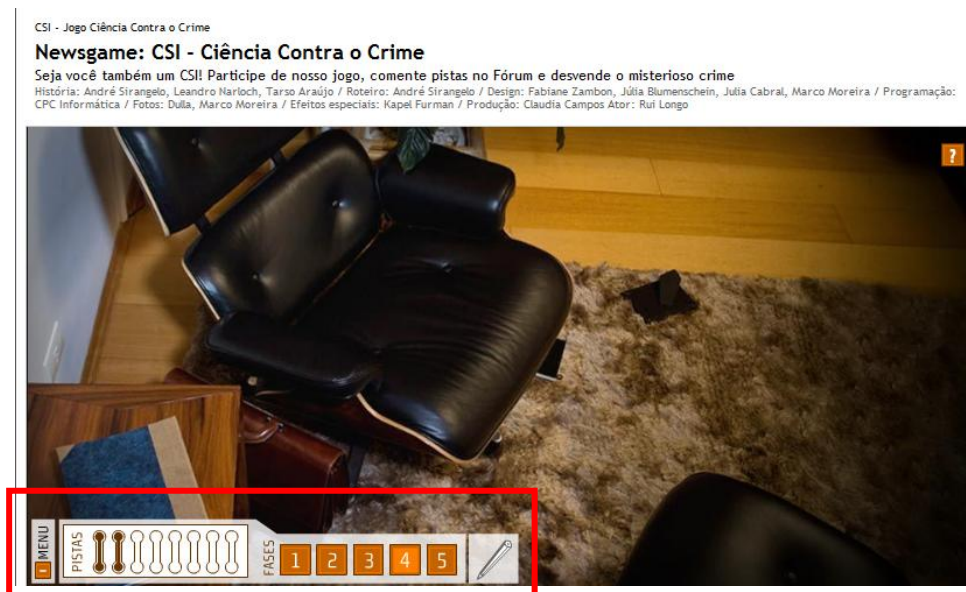 CSI - Jogo Ciência Contra o Crime
Newsgame: CSI - Ciência Contra o Crime
Seja você também um CSI! Participe de nosso jogo, comente pistas no Fórum e desvende o misterioso crime
História: André Sirangelo, Leandro Narloch, Tarso Araújo / Roteiro: André Sirangelo / Design: Fabiane Zambon, Júlia Blumenschein, Julia Cabral, Marco Moreira / Programação:
CPC Informática / Fotos: Dulla, Marco Moreira / Efeitos especiais: Kapel Furman / Produção: Claudia Campos Ator: Rui Longo
?
MENU
PISTAS
FASES
1 2 3 4 5